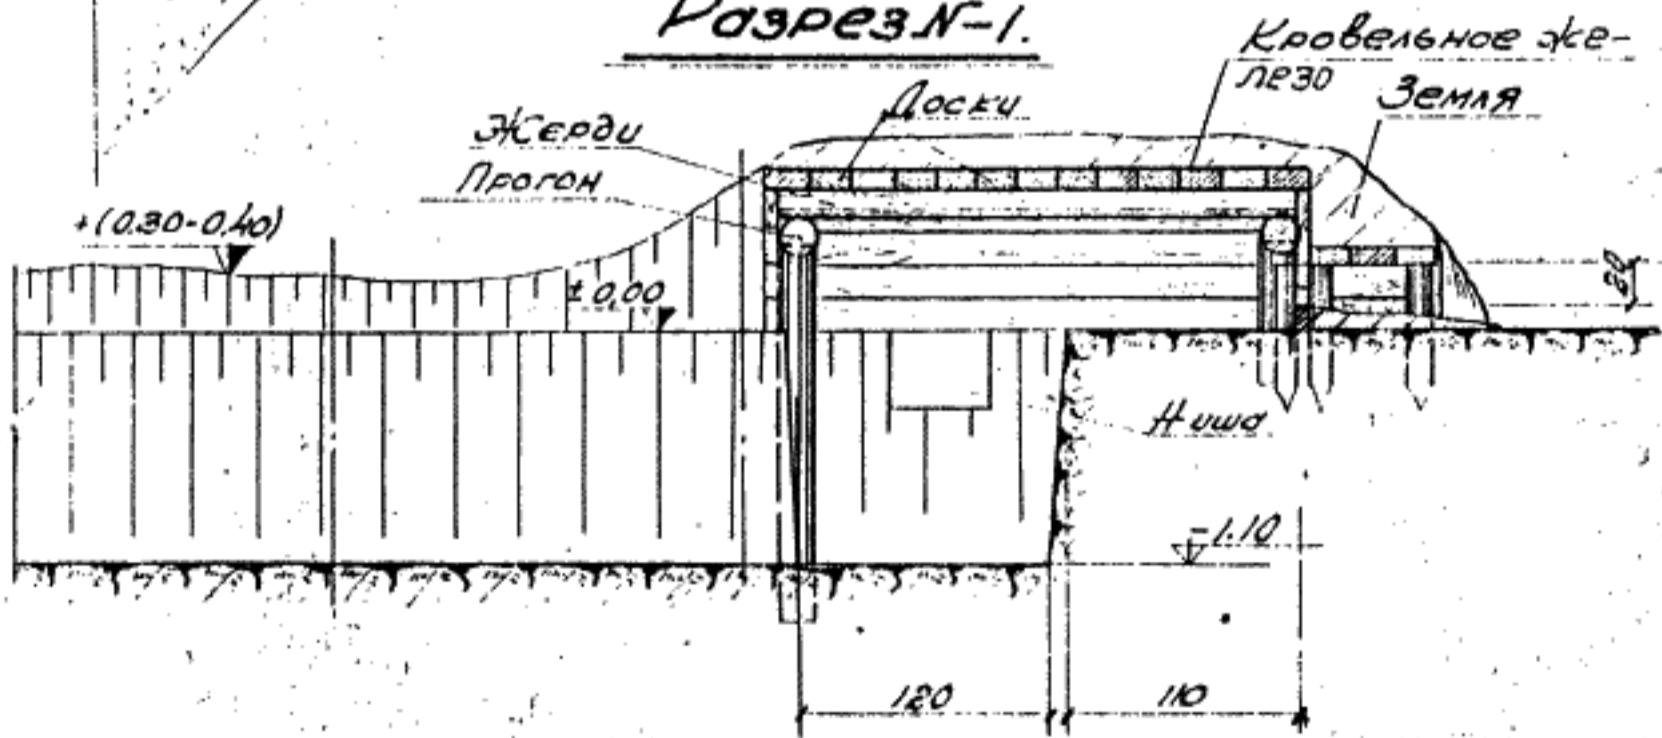 Разрез N-1.
Кровельное же-
лезо
Земля
Доски
Жерди
Прогон
+(0.30-0.40)
± 0,00
20
Ниша
-1.10
120
110